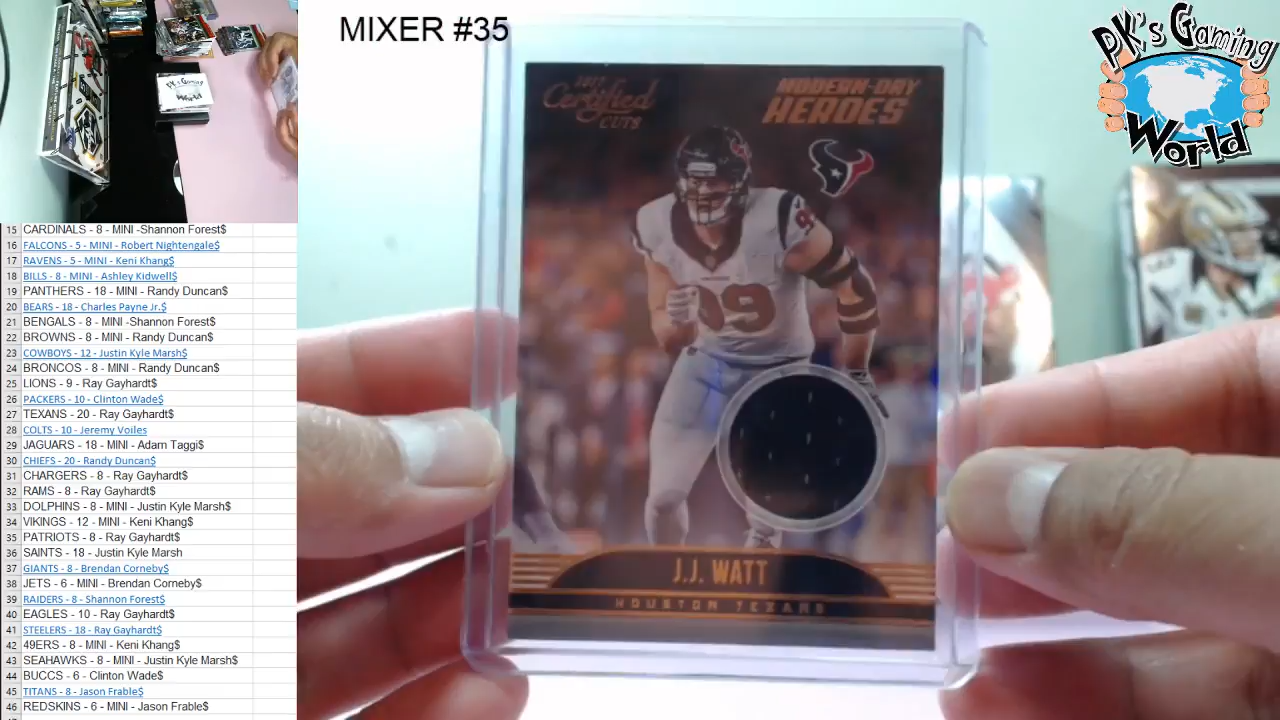 MIXER #35
PK's Gaming
World
2017
Certified
CUTS
MODERN-DAY
HEROES
99
J.J. WATT
HOUSTON TEXANS
15 CARDINALS - 8 - MINI -Shannon Forest$
16 FALCONS - 5 - MINI - Robert Nightengale$
17 RAVENS - 5 - MINI - Keni Khang$
18 BILLS - 8 - MINI - Ashley Kidwell$
19 PANTHERS - 18 - MINI - Randy Duncan$
20 BEARS - 18 - Charles Payne Jr.$
21 BENGALS - 8 - MINI -Shannon Forest$
22 BROWNS - 8 - MINI - Randy Duncan$
23 COWBOYS - 12 - Justin Kyle Marsh$
24 BRONCOS - 8 - MINI - Randy Duncan$
25 LIONS - 9 - Ray Gayhardt$
26 PACKERS - 10 - Clinton Wade$
27 TEXANS - 20 - Ray Gayhardt$
28 COLTS - 10 - Jeremy Voiles
29 JAGUARS - 18 - MINI - Adam Taggi$
30 CHIEFS - 20 - Randy Duncan$
31 CHARGERS - 8 - Ray Gayhardt$
32 RAMS - 8 - Ray Gayhardt$
33 DOLPHINS - 8 - MINI - Justin Kyle Marsh$
34 VIKINGS - 12 - MINI - Keni Khang$
35 PATRIOTS - 8 - Ray Gayhardt$
36 SAINTS - 18 - Justin Kyle Marsh
37 GIANTS - 8 - MINI - Brendan Corneby$
38 JETS - 6 - MINI - Brendan Corneby$
39 RAIDERS - 8 - Shannon Forest$
40 EAGLES - 10 - Ray Gayhardt$
41 STEELERS - 18 - Ray Gayhardt$
42 49ERS - 8 - MINI - Keni Khang$
43 SEAHAWKS - 8 - MINI - Justin Kyle Marsh$
44 BUCCS - 6 - Clinton Wade$
45 TITANS - 8 - Jason Frable$
46 REDSKINS - 6 - MINI - Jason Frable$